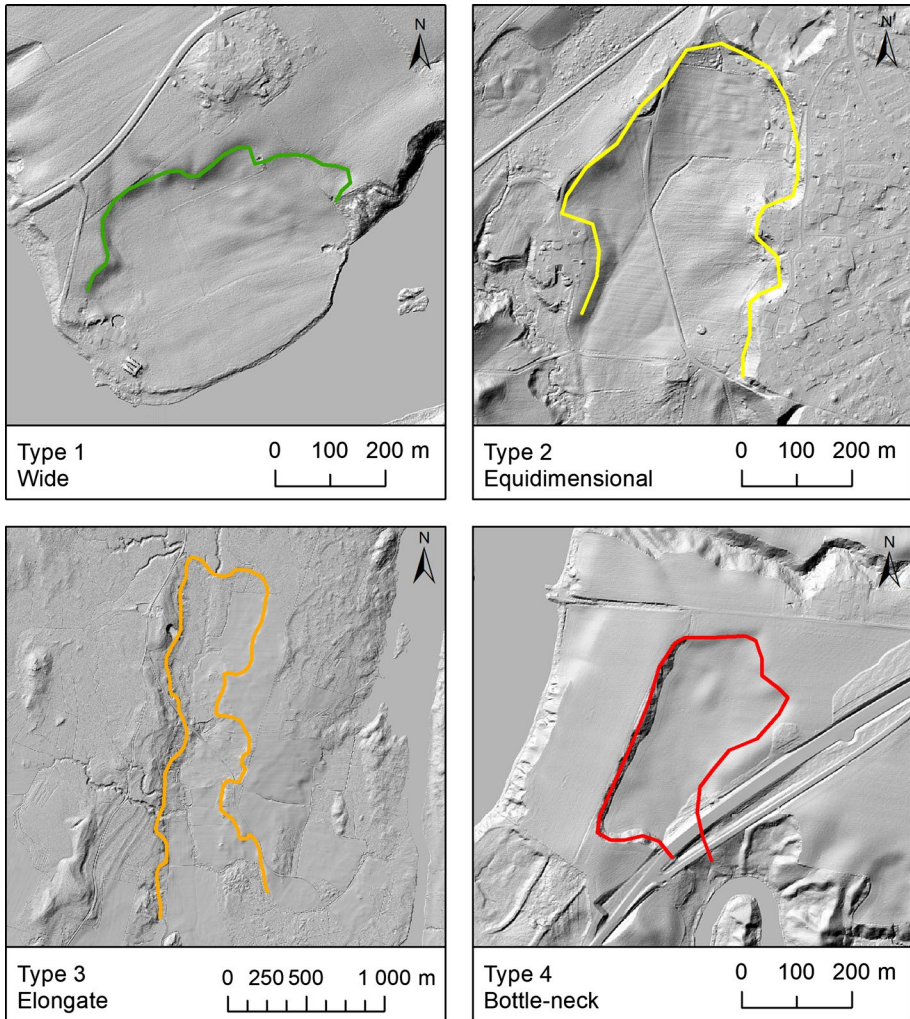 N
N
Type 1
Wide
0 100 200 m
Type 2
Equidimensional
0 100 200 m
N
N
Type 3
Elongate
0 250 500 1 000 m
Type 4
Bottle-neck
0 100 200 m